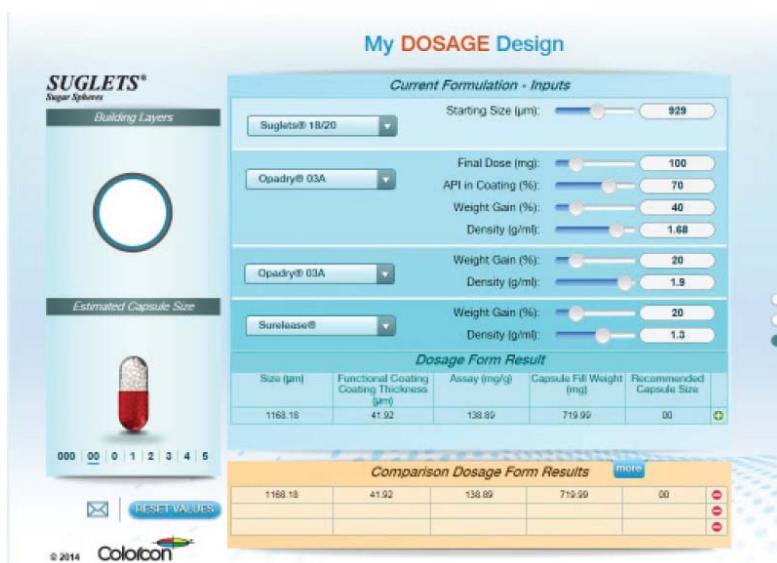 My DOSAGE Design
SUGLETS®
Sugar Spheres
Building Layers
Current Formulation - Inputs
Suglets® 18/20
Starting Size (µm): 929
Opadry® 03A
Final Dose (mg): 100
API in Coating (%): 70
Weight Gain (%): 40
Density (g/ml): 1.68
Opadry® 03A
Weight Gain (%): 20
Density (g/ml): 1.9
Surelease®
Weight Gain (%): 20
Density (g/ml): 1.3
Estimated Capsule Size
000 00 0 1 2 3 4 5
Dosage Form Result
Size (µm) Functional Coating Coating Thickness (µm) Assay (mg/g) Capsule Fill Weight (mg) Recommended Capsule Size
1168.18 41.92 138.89 719.99 00
Comparison Dosage Form Results more
1168.18 41.92 138.89 719.99 00
RESET VALUES
© 2014 Colorcon